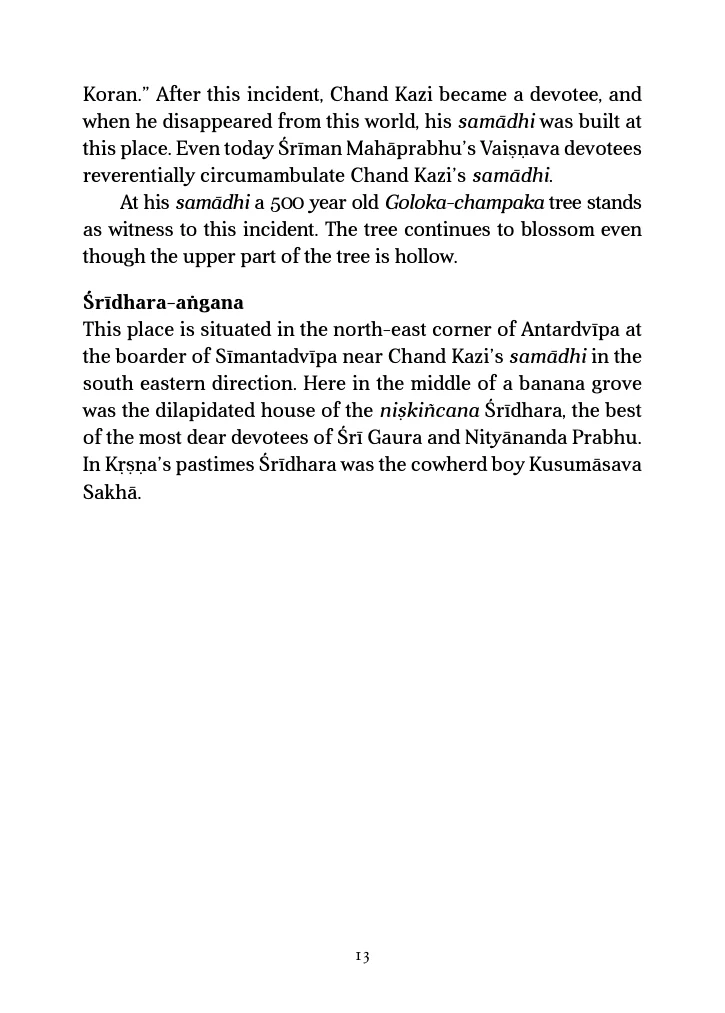 Koran.” After this incident, Chand Kazi became a devotee, and
when he disappeared from this world, his samādhi was built at
this place. Even today Śrīman Mahāprabhu’s Vaiṣṇava devotees
reverentially circumambulate Chand Kazi’s samādhi.
At his samādhi a 500 year old Goloka-champaka tree stands
as witness to this incident. The tree continues to blossom even
though the upper part of the tree is hollow.
Śrīdhara-aṅgana
This place is situated in the north-east corner of Antardvīpa at
the boarder of Sīmantadvīpa near Chand Kazi’s samādhi in the
south eastern direction. Here in the middle of a banana grove
was the dilapidated house of the niṣkiñcana Śrīdhara, the best
of the most dear devotees of Śrī Gaura and Nityānanda Prabhu.
In Kṛṣṇa’s pastimes Śrīdhara was the cowherd boy Kusumāsava
Sakhā.
13